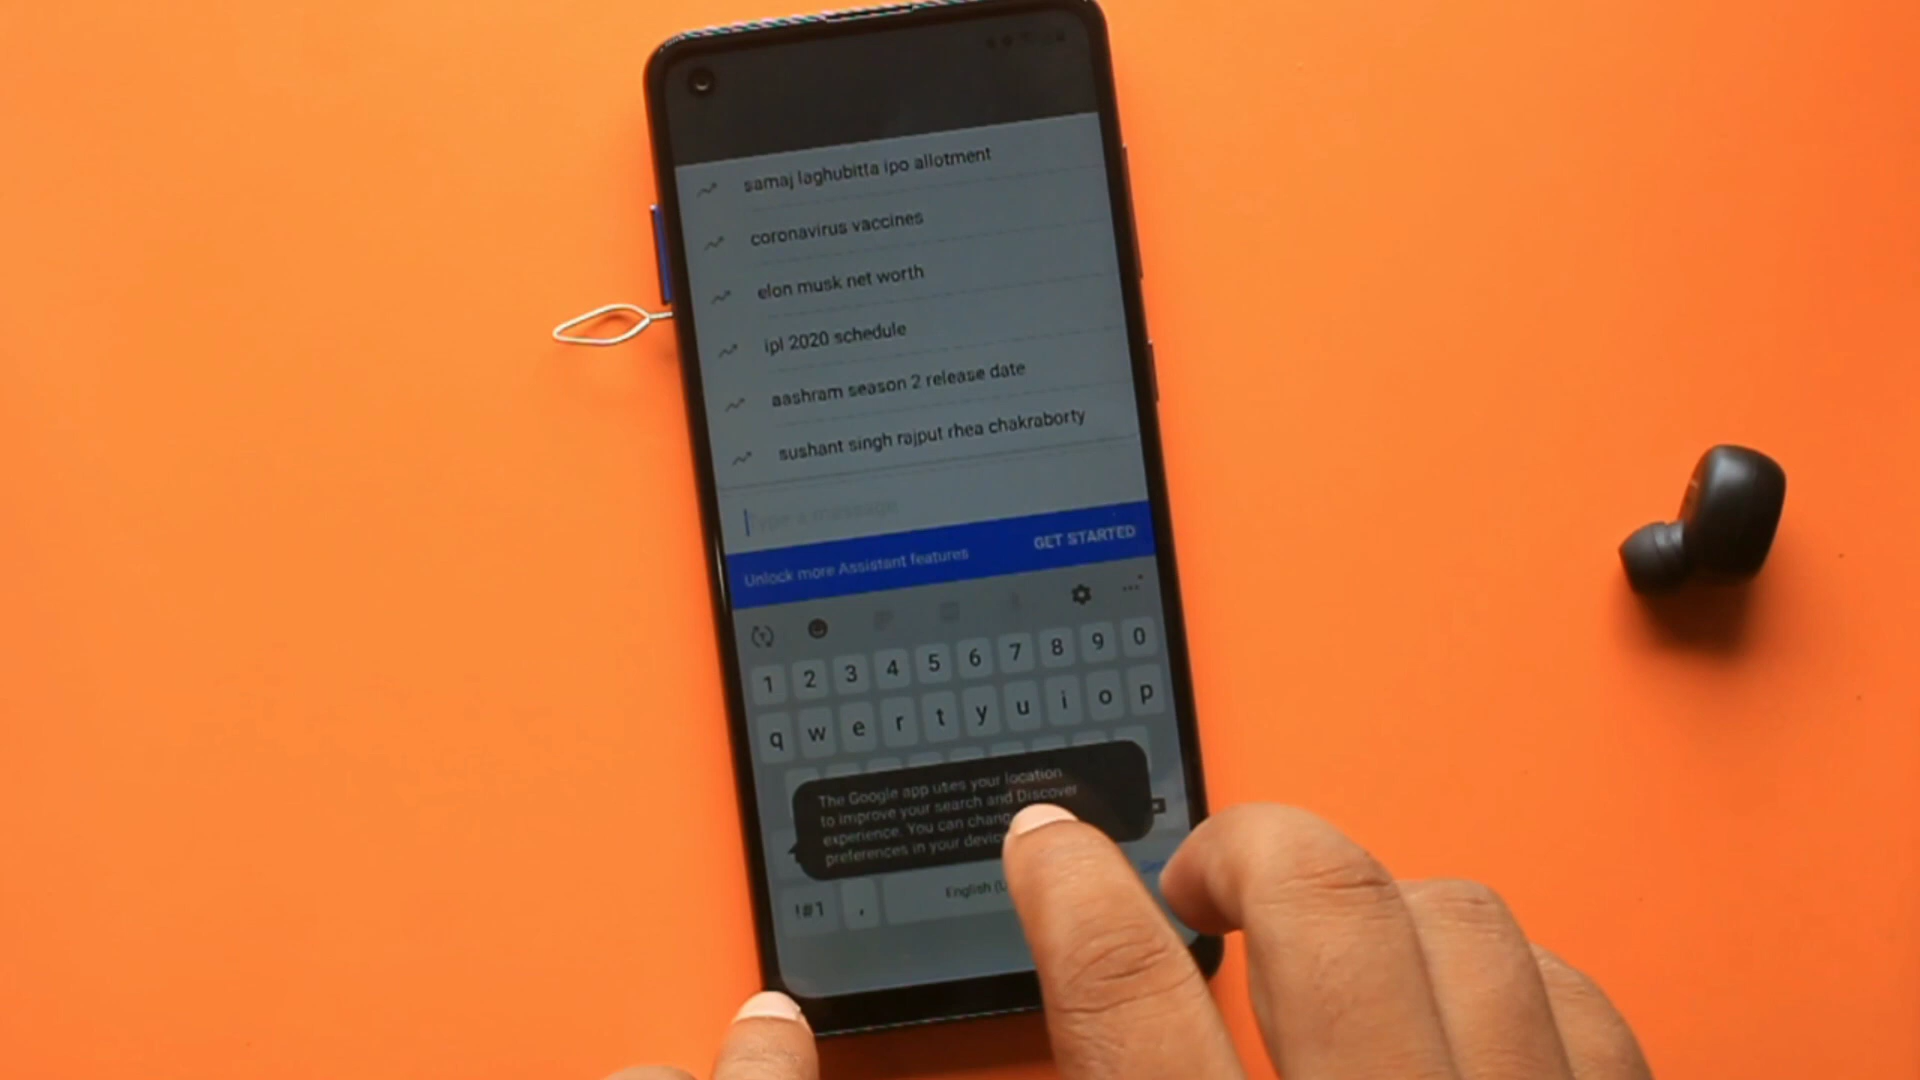 samaj laghubitta ipo allotment
coronavirus vaccines
elon musk net worth
ipl 2020 schedule
aashram season 2 release date
sushant singh rajput rhea chakraborty
Type a message
Unlock more Assistant features
GET STARTED
1 2 3 4 5 6 7 8 9 0
q w e r t y u i o p
The Google app uses your location
to improve your search and Discover
experience. You can
preferences in your
!#1 ,
English